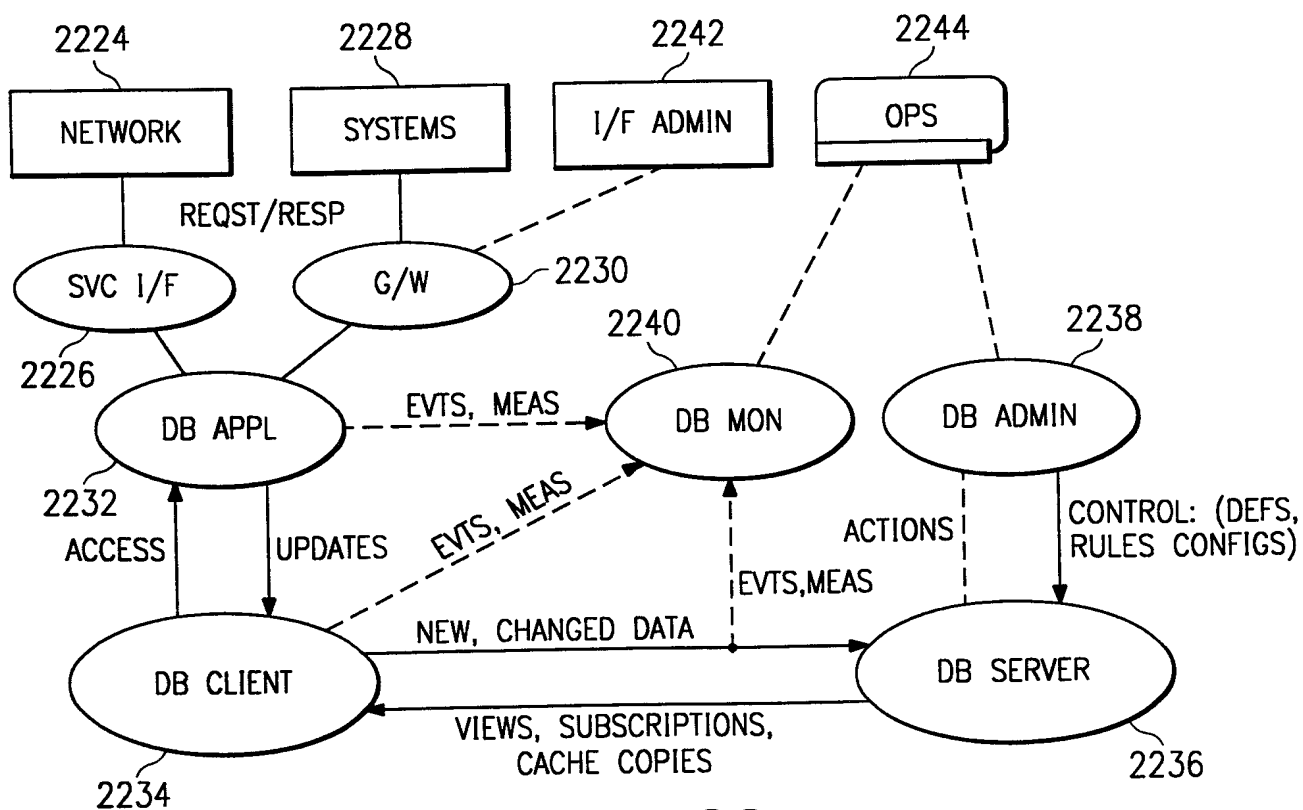 2224
2228
2242
2244
NETWORK
SYSTEMS
I/F ADMIN
OPS
REQST/RESP
SVC I/F
G/W
2230
2226
2240
2238
DB APPL
EVTS, MEAS
DB MON
DB ADMIN
2232
ACCESS
UPDATES
EVTS, MEAS
ACTIONS
CONTROL: (DEFS,
RULES CONFIGS)
EVTS,MEAS
NEW, CHANGED DATA
DB CLIENT
DB SERVER
VIEWS, SUBSCRIPTIONS,
CACHE COPIES
2234
2236